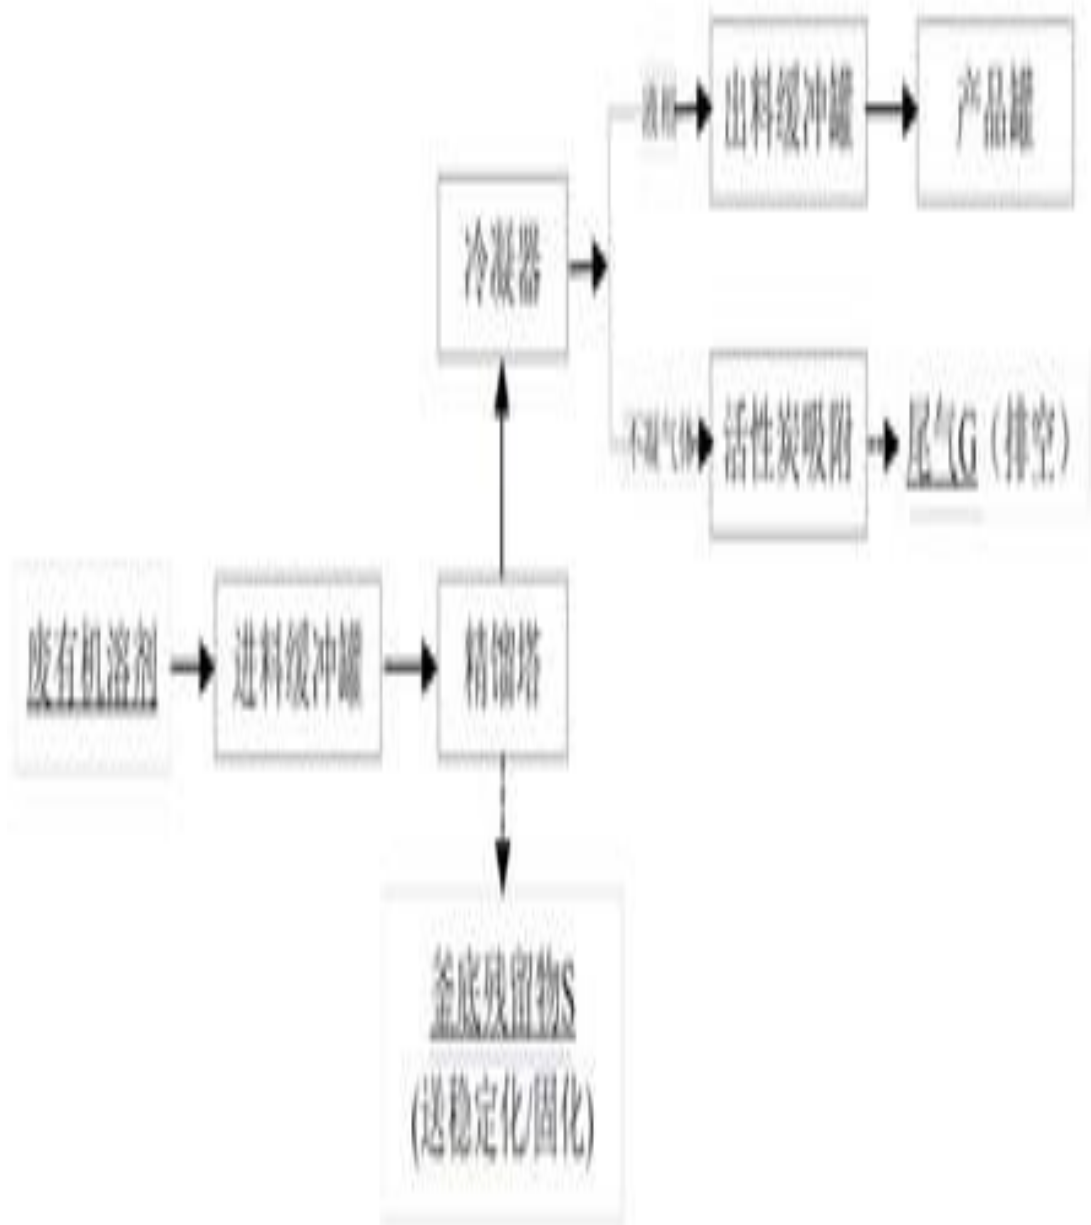 液相
出料缓冲罐
产品罐
冷凝器
不凝气体
活性炭吸附
尾气G（排空）
废有机溶剂
进料缓冲罐
精馏塔
釜底残留物S
(送稳定化/固化)